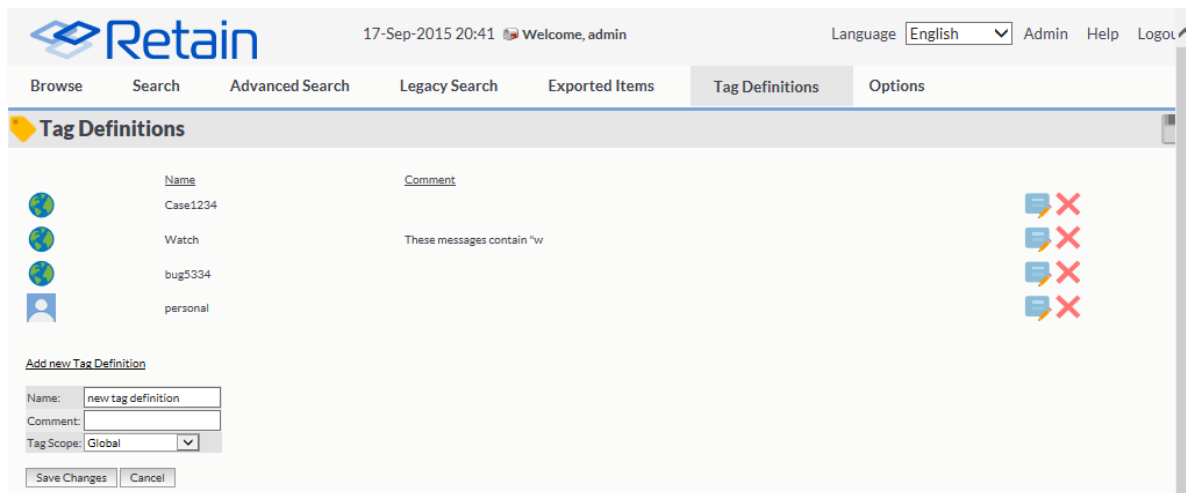 Retain 17-Sep-2015 20:41 Welcome, admin Language English Admin Help Logou
Browse Search Advanced Search Legacy Search Exported Items Tag Definitions Options
Tag Definitions
Name Comment
Case1234
Watch These messages contain "w
bug5334
personal
Add new Tag Definition
Name: new tag definition
Comment:
Tag Scope: Global
Save Changes Cancel